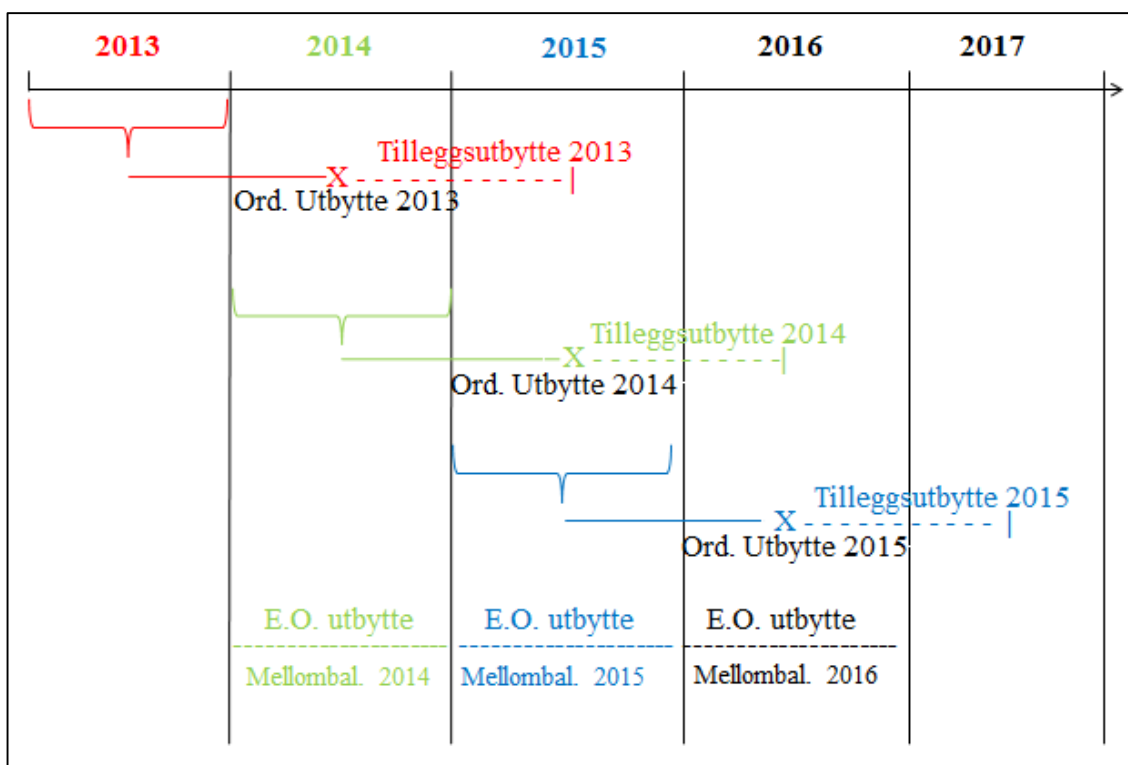 2013 2014 2015 2016 2017
Tilleggsutbytte 2013
X
Ord. Utbytte 2013
Tilleggsutbytte 2014
X
Ord. Utbytte 2014
Tilleggsutbytte 2015
X
Ord. Utbytte 2015
E.O. utbytte E.O. utbytte E.O. utbytte
Mellombal. 2014 Mellombal. 2015 Mellombal. 2016